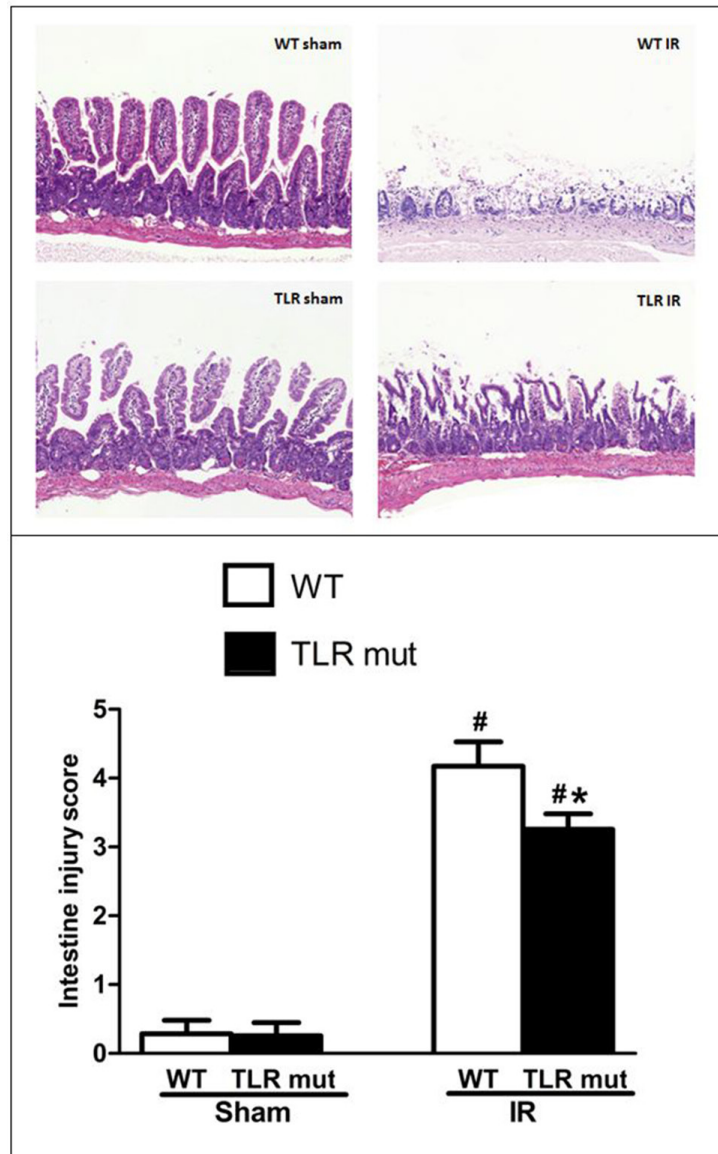 WT sham
WT IR
TLR sham
TLR IR
WT
TLR mut
Intestine injury score
5
4
3
2
1
0
#
#*
WT TLR mut
WT TLR mut
Sham
IR